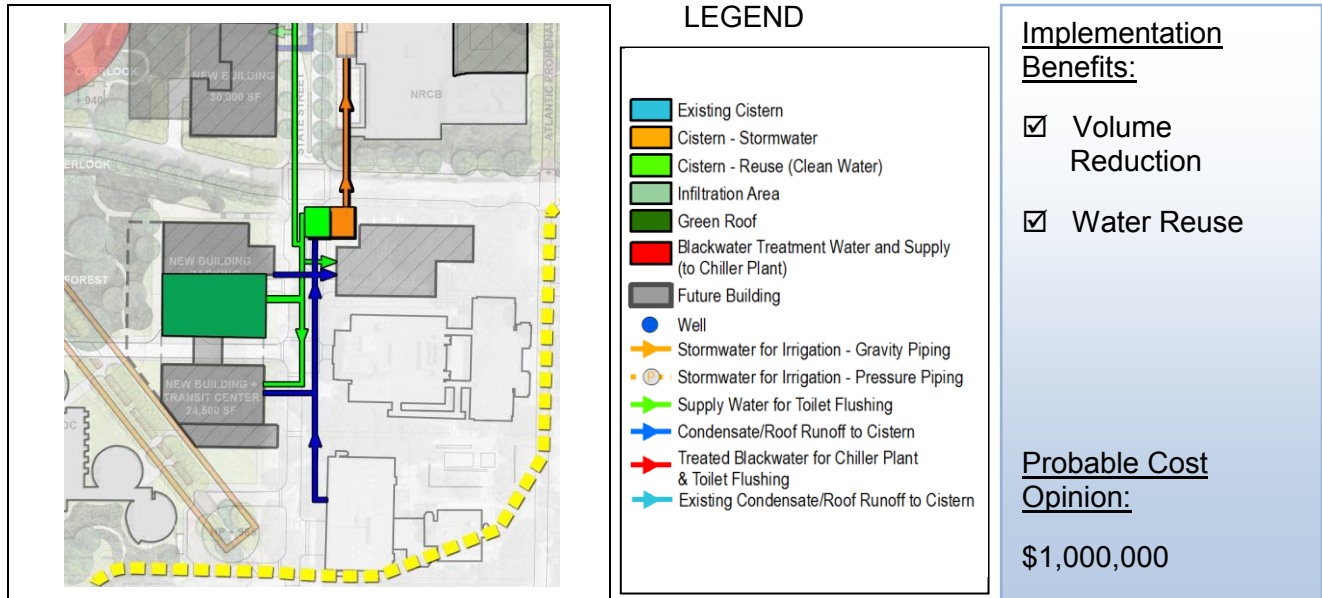 OVERLOOK
+ 940
NEW BUILDING
30,000 SF
STATE STREET
NRCB
ATLANTIC PROMENA
ERLOOK
NEW BUILDING
FOREST
NEW BUILDING +
TRANSIT CENTER
24,500 SF
LEGEND
Existing Cistern
Cistern - Stormwater
Cistern - Reuse (Clean Water)
Infiltration Area
Green Roof
Blackwater Treatment Water and Supply
(to Chiller Plant)
Future Building
Well
Stormwater for Irrigation - Gravity Piping
P
Stormwater for Irrigation - Pressure Piping
Supply Water for Toilet Flushing
Condensate/Roof Runoff to Cistern
Treated Blackwater for Chiller Plant
& Toilet Flushing
Existing Condensate/Roof Runoff to Cistern
Implementation
Benefits:
☑ Volume
Reduction
☑ Water Reuse
Probable Cost
Opinion:
$1,000,000